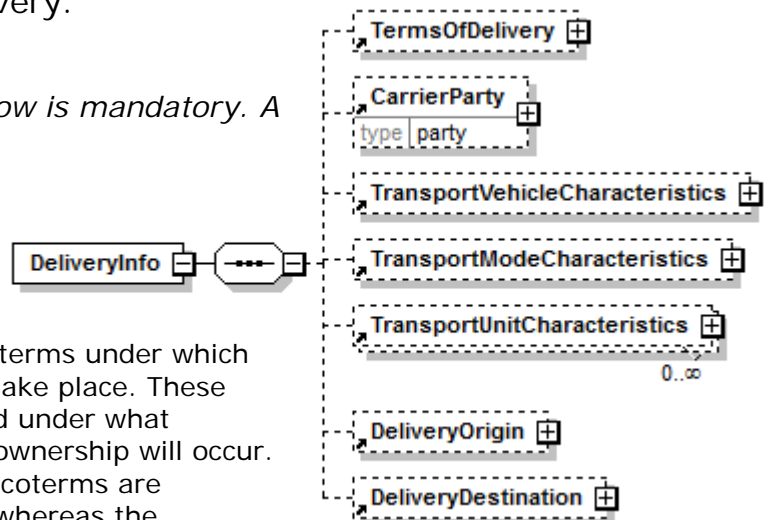 very.
TermsOfDelivery
ow is mandatory. A
CarrierParty
type party
TransportVehicleCharacteristics
DeliveryInfo
TransportModeCharacteristics
TransportUnitCharacteristics
0..∞
terms under which
ake place. These
d under what
ownership will occur.
coterms are
whereas the
DeliveryOrigin
DeliveryDestination